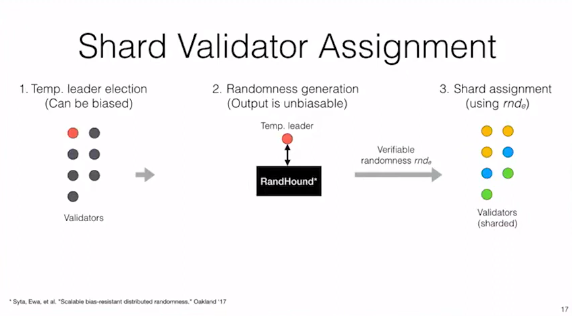 Shard Validator Assignment
1. Temp. leader election
(Can be biased)
2. Randomness generation
(Output is unbiasable)
3. Shard assignment
(using rndₑ)
Temp. leader
RandHound*
Verifiable
randomness rndₑ
Validators
Validators
(sharded)
* Syta, Ewa, et al. "Scalable bias-resistant distributed randomness." Oakland '17
17